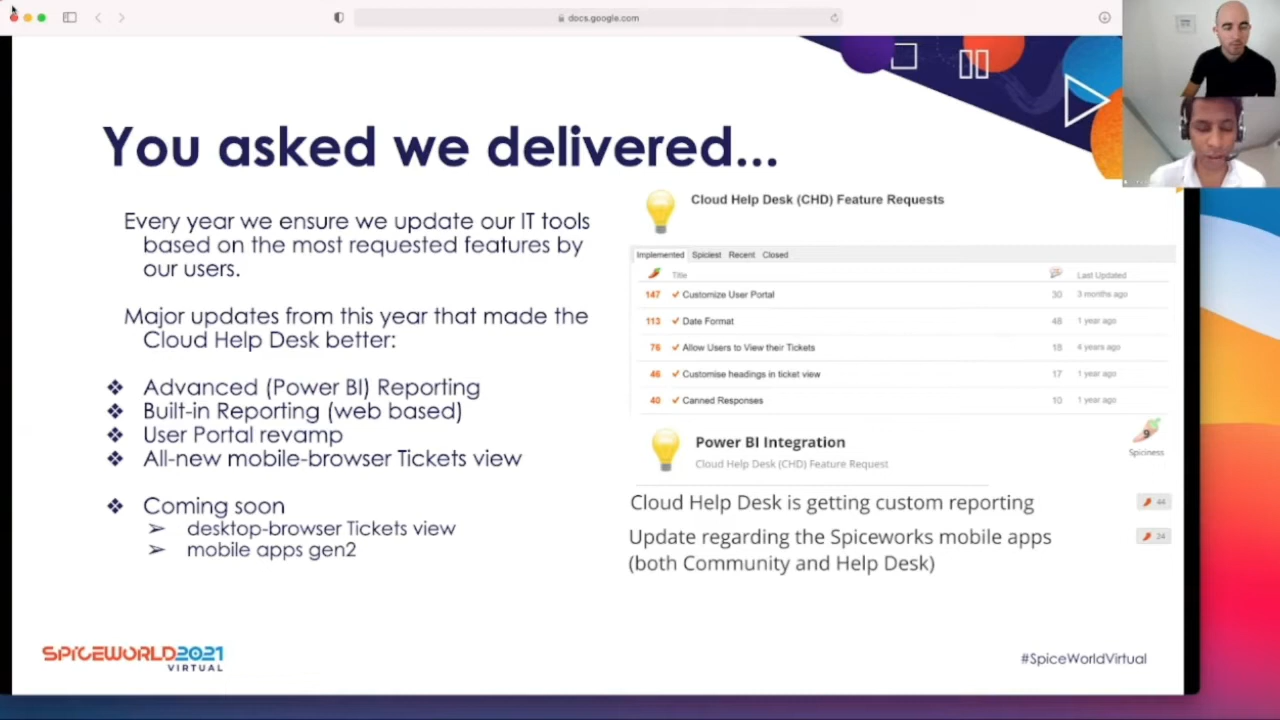 docs.google.com
You asked we delivered...
Every year we ensure we update our IT tools
based on the most requested features by
our users.
Major updates from this year that made the
Cloud Help Desk better:
❖ Advanced (Power BI) Reporting
❖ Built-in Reporting (web based)
❖ User Portal revamp
❖ All-new mobile-browser Tickets view
❖ Coming soon
➢ desktop-browser Tickets view
➢ mobile apps gen2
Cloud Help Desk (CHD) Feature Requests
Implemented Spiciest Recent Closed
Title Last Updated
147 ✓ Customize User Portal 30 3 months ago
113 ✓ Date Format 48 1 year ago
76 ✓ Allow Users to View their Tickets 18 4 years ago
46 ✓ Customise headings in ticket view 17 1 year ago
40 ✓ Canned Responses 10 1 year ago
Power BI Integration
Cloud Help Desk (CHD) Feature Request
9
Spiciness
Cloud Help Desk is getting custom reporting 44
Update regarding the Spiceworks mobile apps 24
(both Community and Help Desk)
SPICEWORLD2021
VIRTUAL
#SpiceWorldVirtual